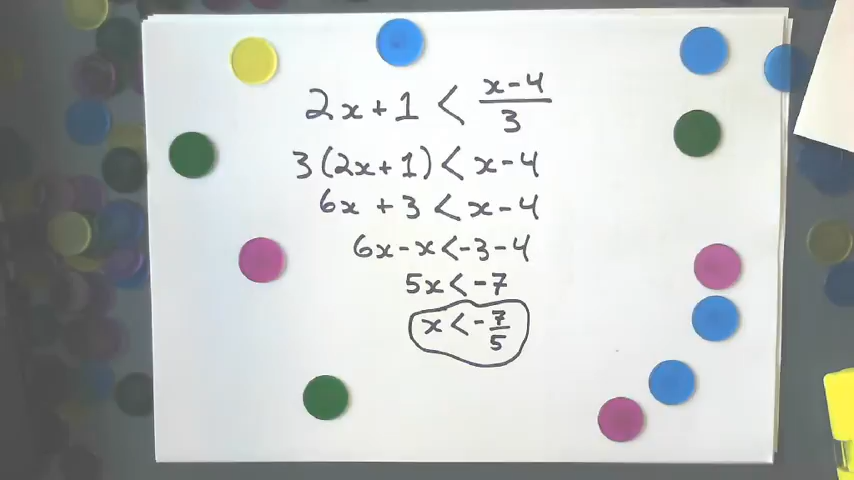 2x + 1 < (x - 4)/3
3(2x + 1) < x - 4
6x + 3 < x - 4
6x - x < -3 - 4
5x < -7
x < -7/5